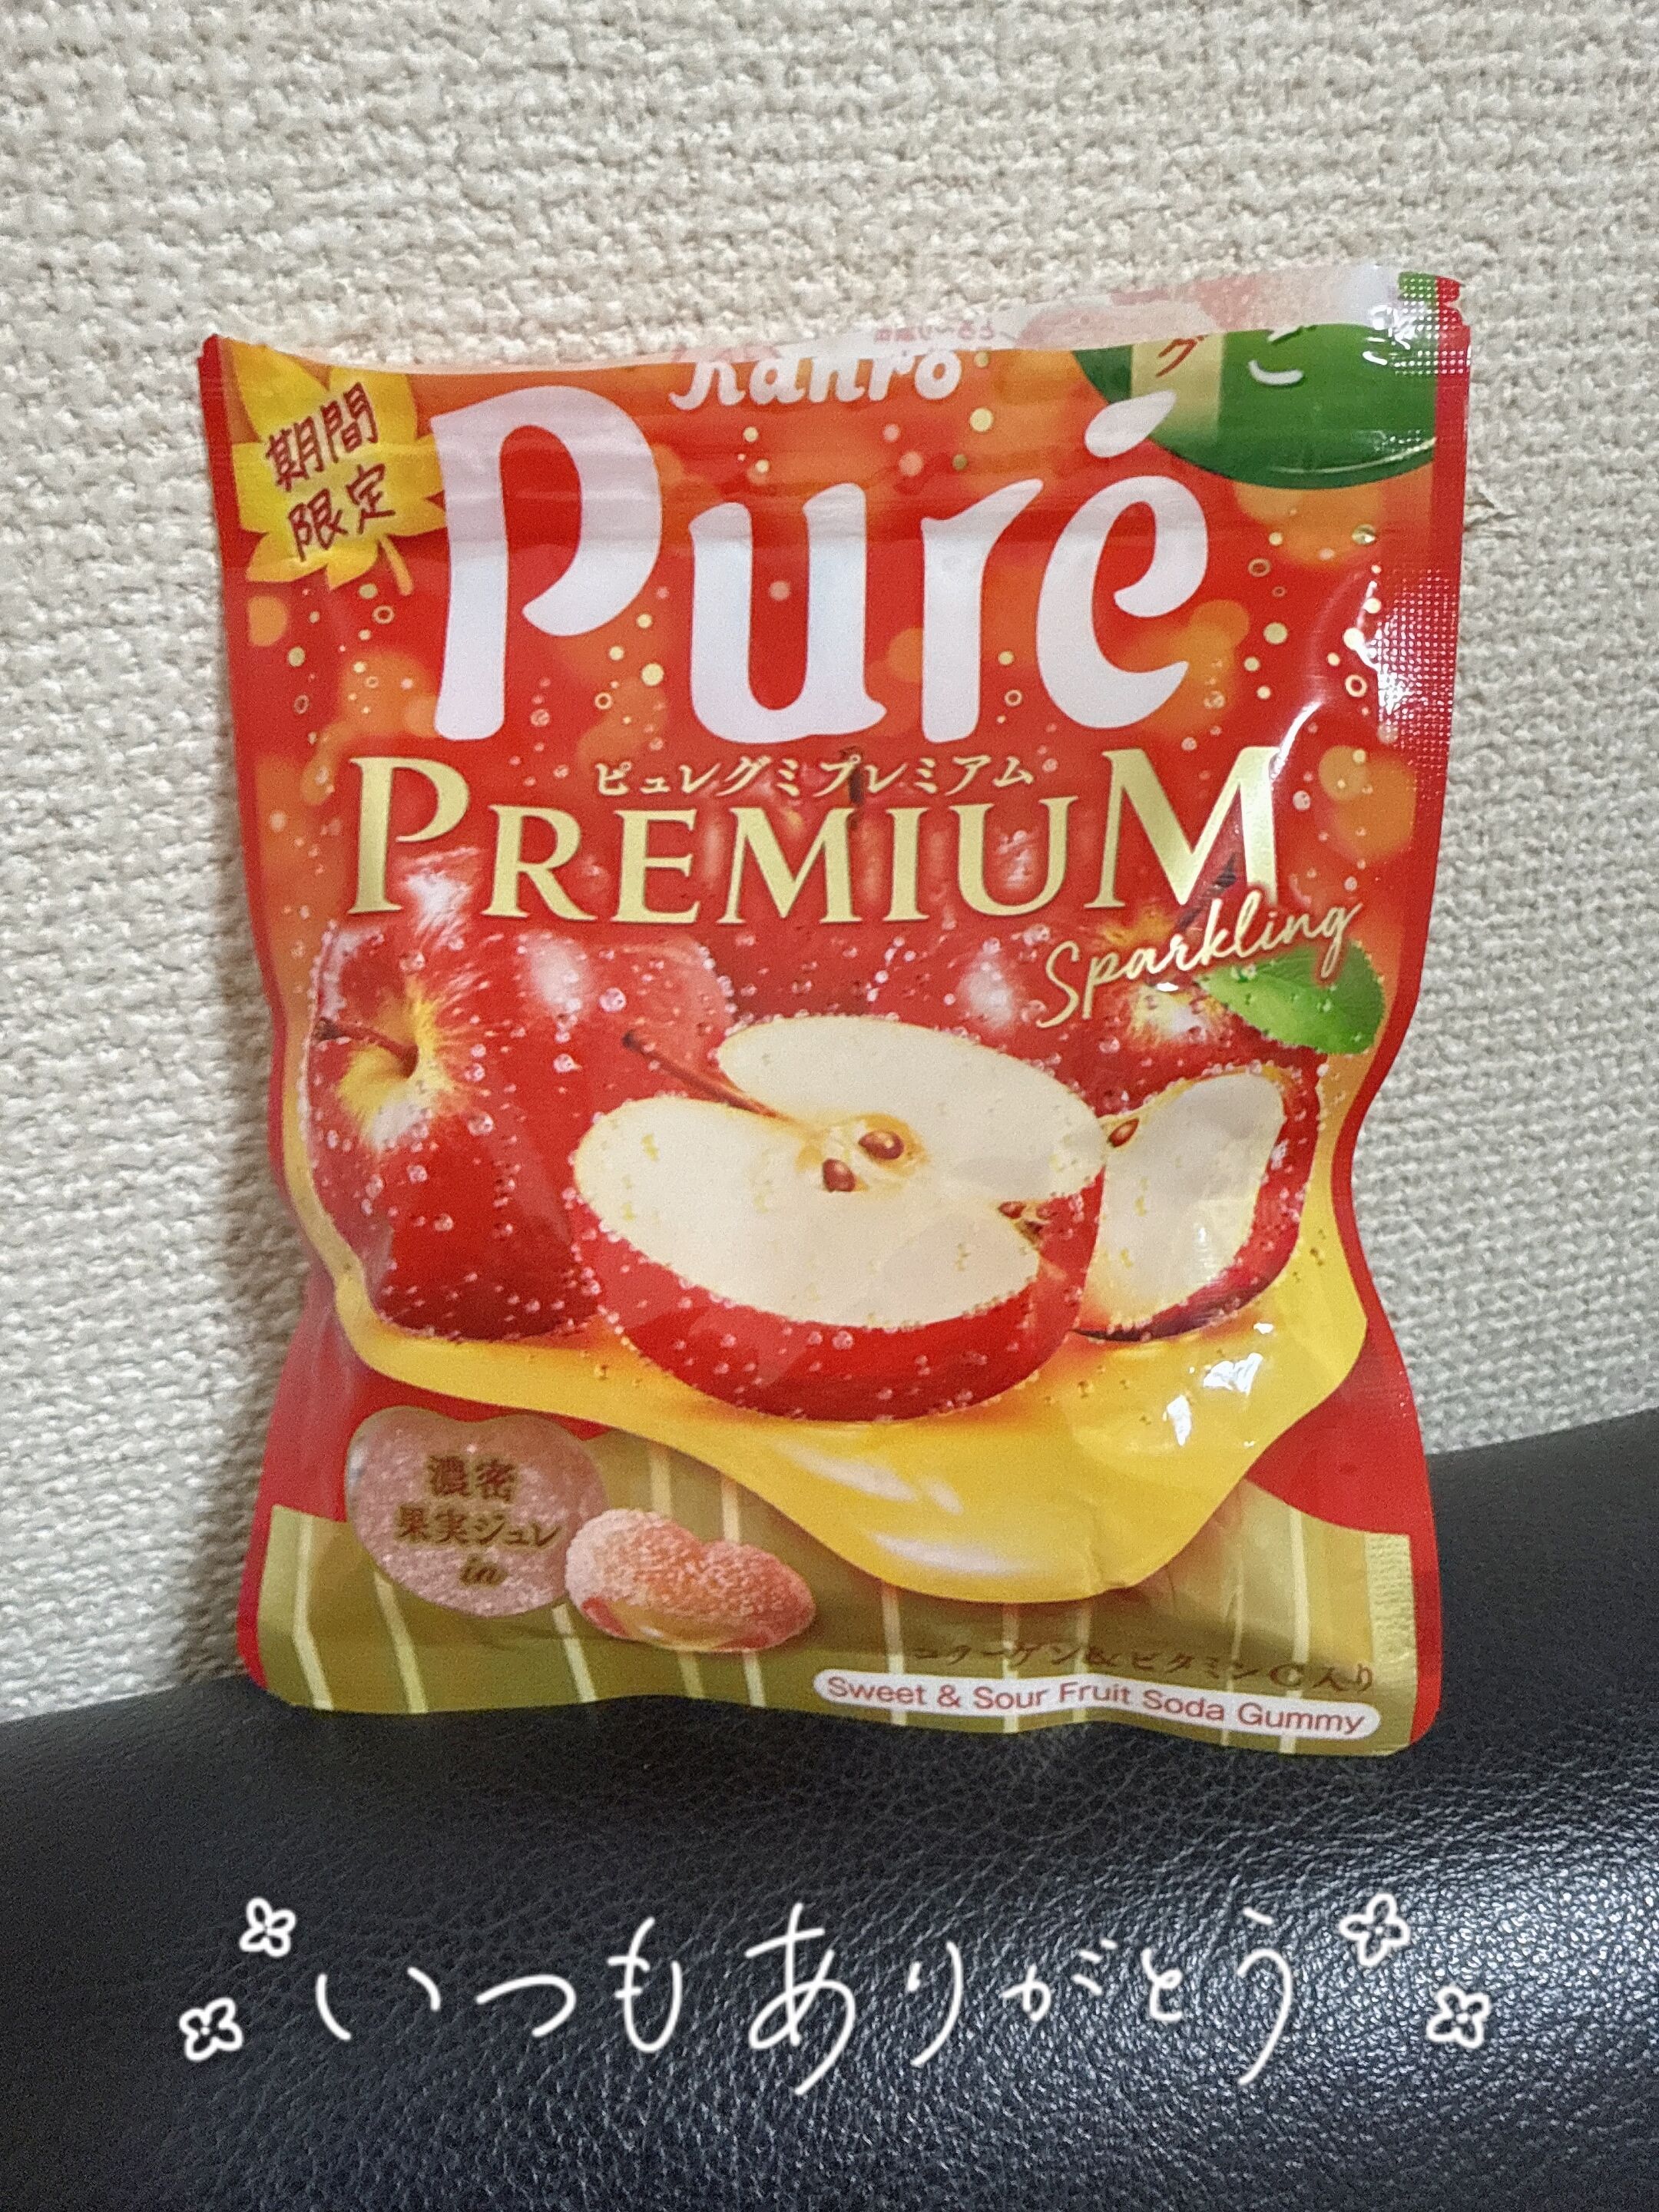 Kanro
期間
限定
Puré
ピュレグミプレミアム
PREMIUM
Sparkling
濃密
果実ジュレ
in
コラーゲン&ビタミンC入り
Sweet & Sour Fruit Soda Gummy
いつもありがとう